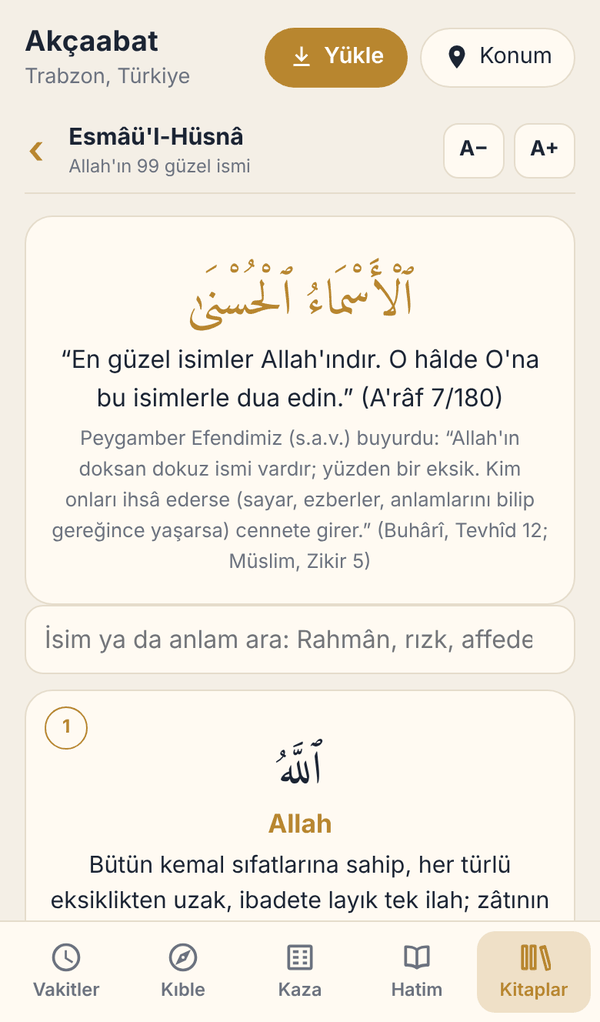 Akçaabat
Trabzon, Türkiye
Yükle
Konum
Esmâü'l-Hüsnâ
Allah'ın 99 güzel ismi
A−
A+
ٱلْأَسْمَاءُ ٱلْحُسْنَىٰ
“En güzel isimler Allah'ındır. O hâlde O'na
bu isimlerle dua edin.” (A'râf 7/180)
Peygamber Efendimiz (s.a.v.) buyurdu: “Allah'ın
doksan dokuz ismi vardır; yüzden bir eksik. Kim
onları ihsâ ederse (sayar, ezberler, anlamlarını bilip
gereğince yaşarsa) cennete girer.” (Buhârî, Tevhîd 12;
Müslim, Zikir 5)
İsim ya da anlam ara: Rahmân, rızk, affede
1
ٱللَّهُ
Allah
Bütün kemal sıfatlarına sahip, her türlü
eksiklikten uzak, ibadete layık tek ilah; zâtının
Vakitler
Kıble
Kaza
Hatim
Kitaplar